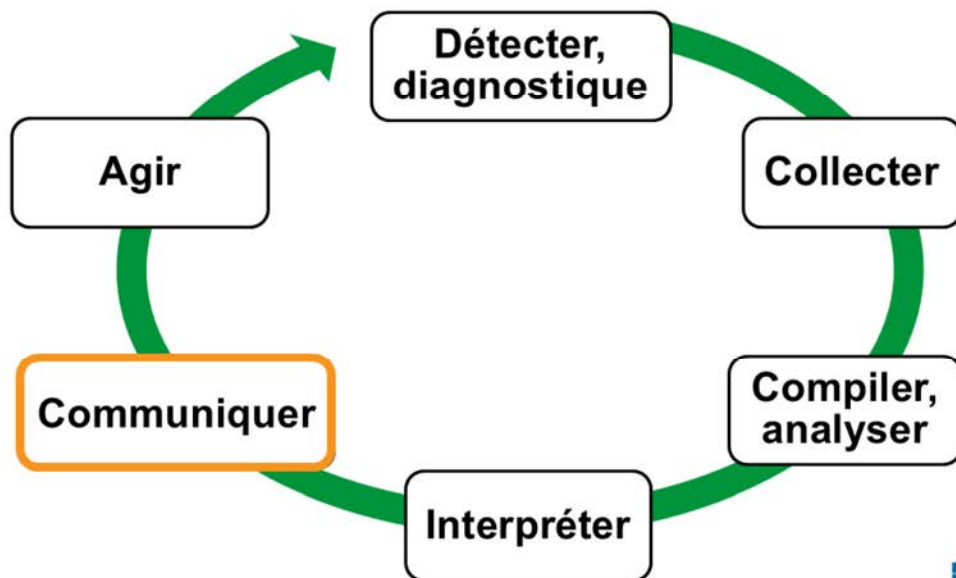 Détecter,
diagnostique
Collecter
Compiler,
analyser
Interpréter
Communiquer
Agir